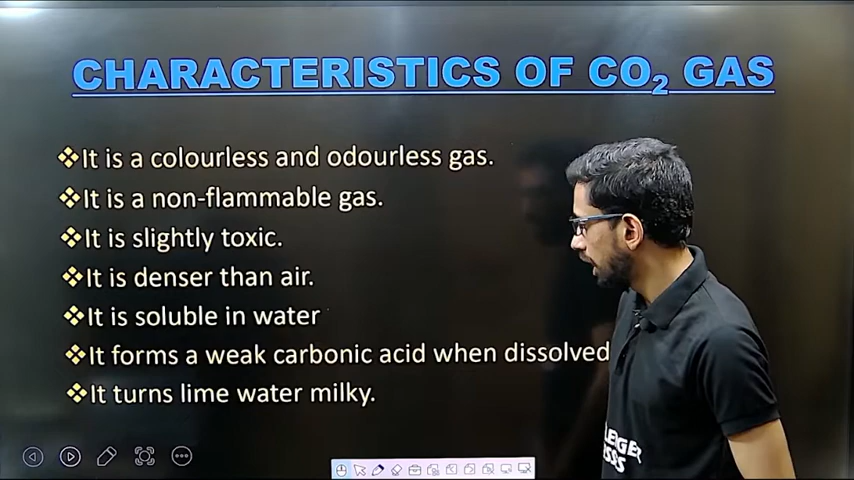 CHARACTERISTICS OF CO₂ GAS
It is a colourless and odourless gas.
It is a non-flammable gas.
It is slightly toxic.
It is denser than air.
It is soluble in water
It forms a weak carbonic acid when dissolved
It turns lime water milky.